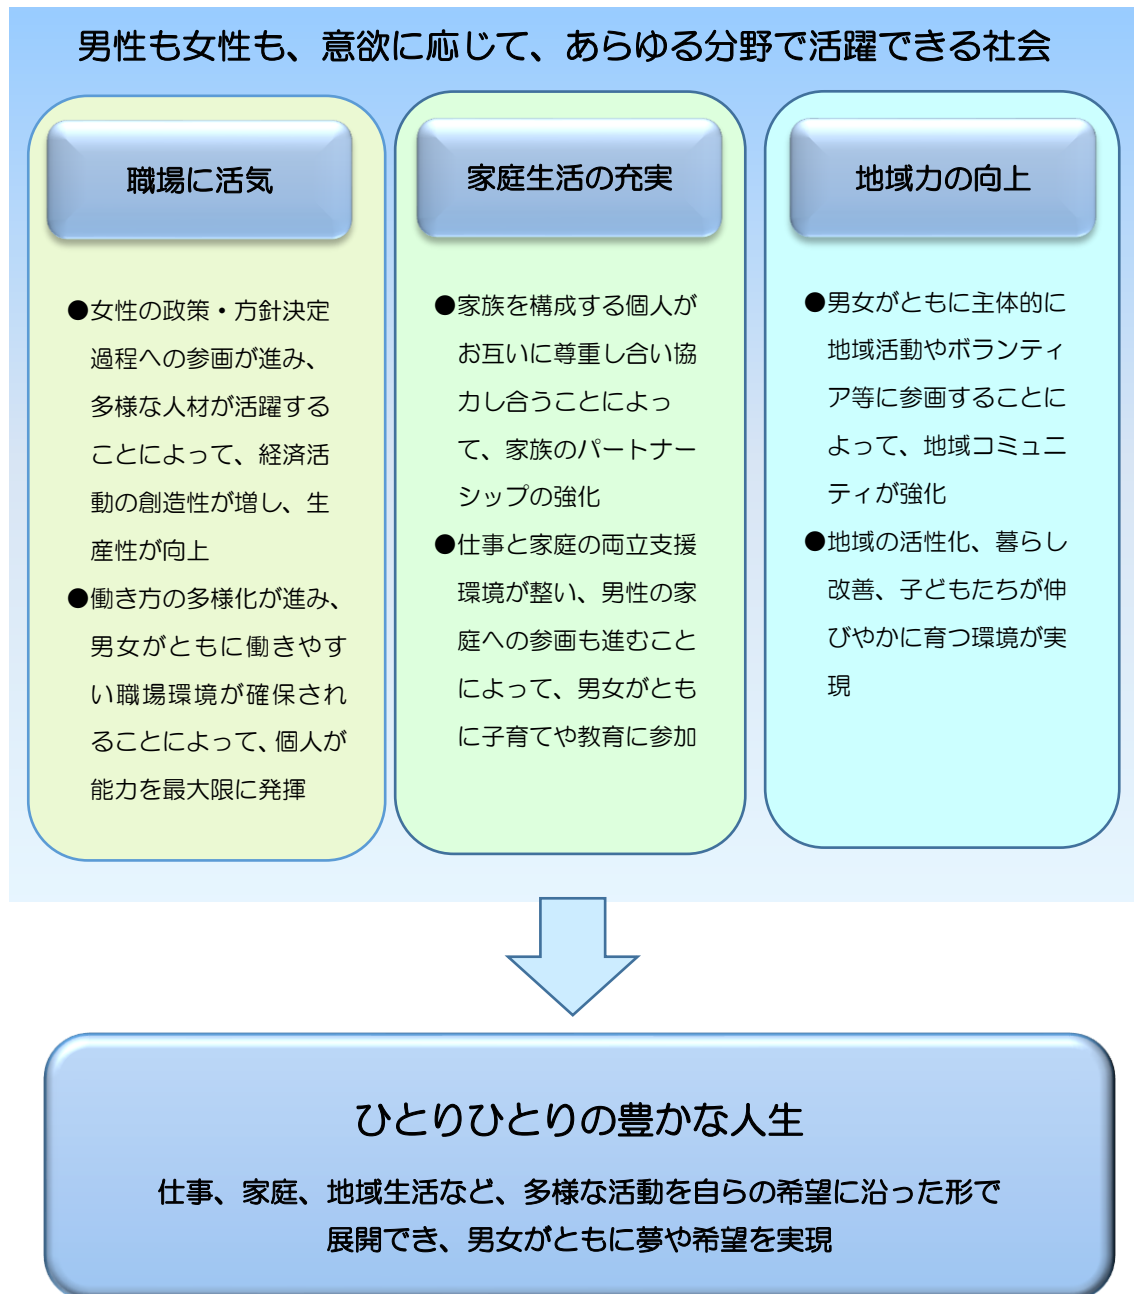 男性も女性も、意欲に応じて、あらゆる分野で活躍できる社会
職場に活気
●女性の政策・方針決定
過程への参画が進み、
多様な人材が活躍する
ことによって、経済活
動の創造性が増し、生
産性が向上
●働き方の多様化が進み、
男女がともに働きやす
い職場環境が確保され
ることによって、個人が
能力を最大限に発揮
家庭生活の充実
●家族を構成する個人が
お互いに尊重し合い協
力し合うことによっ
て、家族のパートナー
シップの強化
●仕事と家庭の両立支援
環境が整い、男性の家
庭への参画も進むこと
によって、男女がとも
に子育てや教育に参加
地域力の向上
●男女がともに主体的に
地域活動やボランティ
ア等に参画することに
よって、地域コミュニ
ティが強化
●地域の活性化、暮らし
改善、子どもたちが伸
びやかに育つ環境が実
現
ひとりひとりの豊かな人生
仕事、家庭、地域生活など、多様な活動を自らの希望に沿った形で
展開でき、男女がともに夢や希望を実現